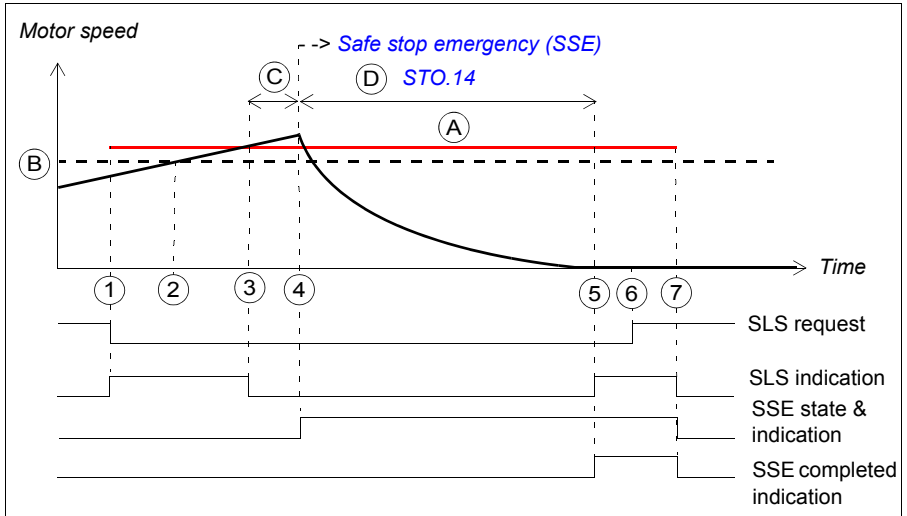 Motor speed
Safe stop emergency (SSE)
C
D
STO.14
A
B
Time
1
2
3
4
5
6
7
SLS request
SLS indication
SSE state &
indication
SSE completed
indication